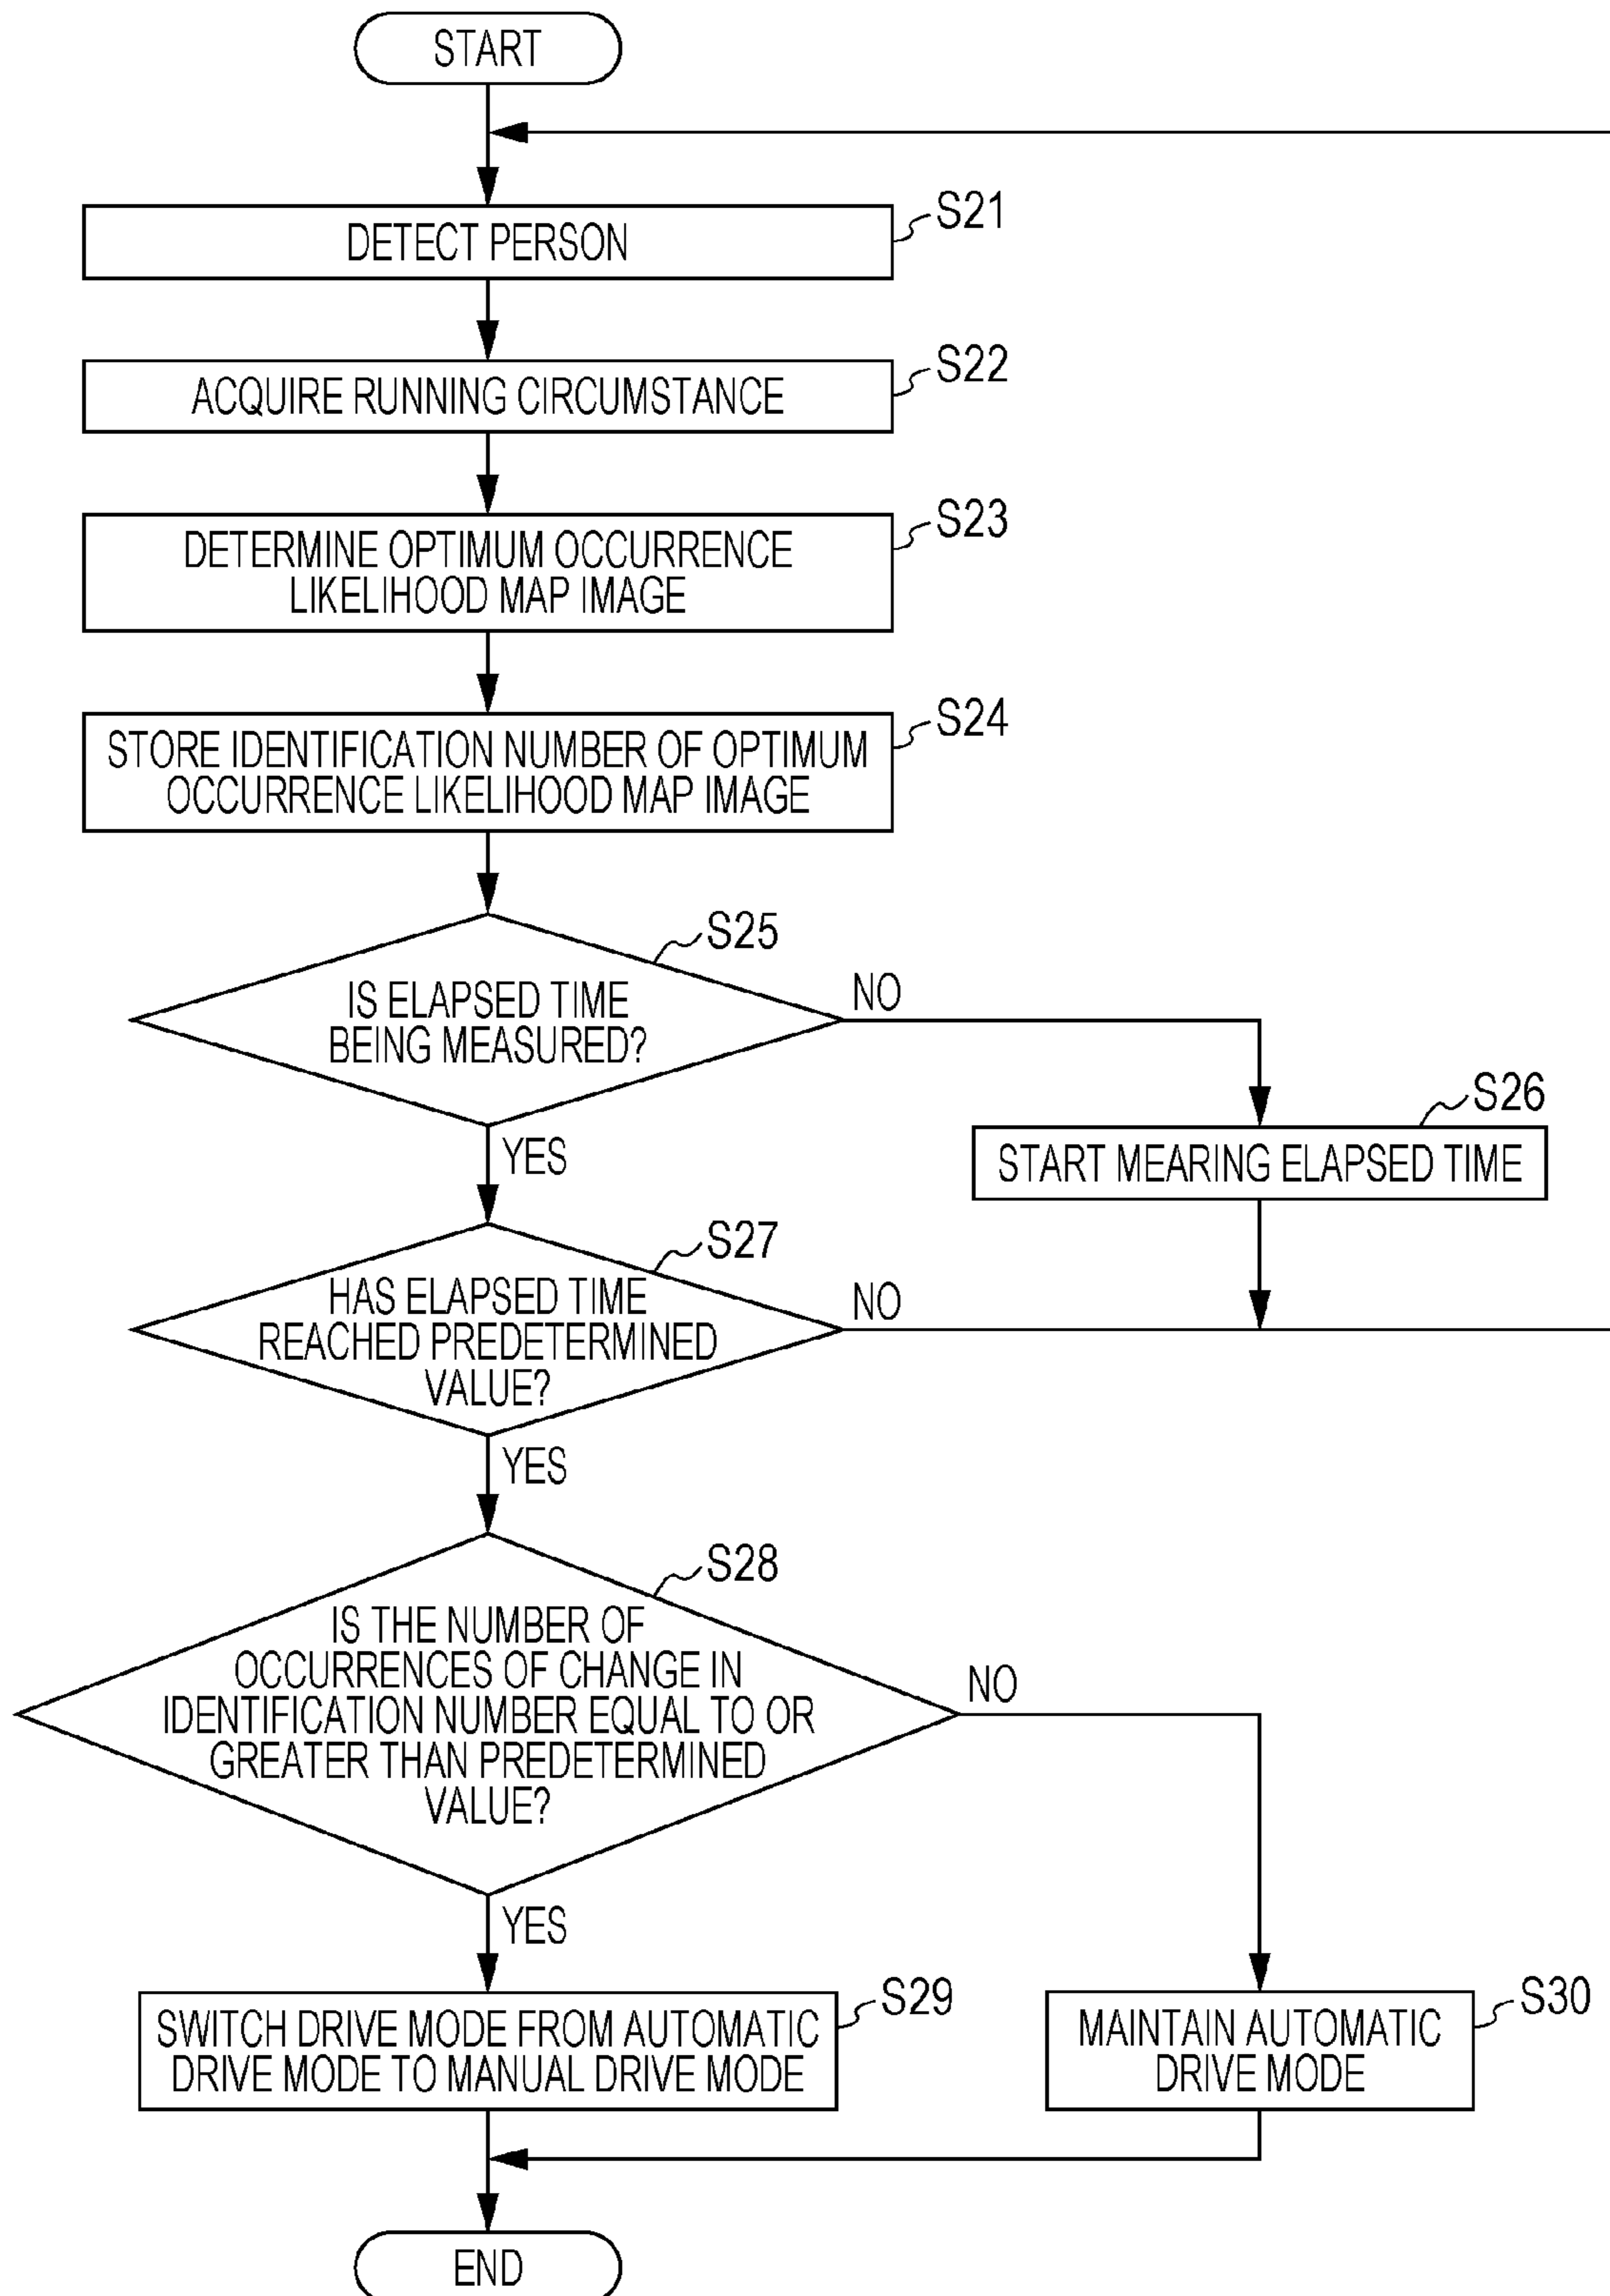 START
DETECT PERSON
S21
ACQUIRE RUNNING CIRCUMSTANCE
S22
DETERMINE OPTIMUM OCCURRENCE
LIKELIHOOD MAP IMAGE
S23
STORE IDENTIFICATION NUMBER OF OPTIMUM
OCCURRENCE LIKELIHOOD MAP IMAGE
S24
IS ELAPSED TIME
BEING MEASURED?
S25
NO
YES
START MEARING ELAPSED TIME
S26
HAS ELAPSED TIME
REACHED PREDETERMINED
VALUE?
S27
NO
YES
IS THE NUMBER OF
OCCURRENCES OF CHANGE IN
IDENTIFICATION NUMBER EQUAL TO OR
GREATER THAN PREDETERMINED
VALUE?
S28
NO
YES
SWITCH DRIVE MODE FROM AUTOMATIC
DRIVE MODE TO MANUAL DRIVE MODE
S29
MAINTAIN AUTOMATIC
DRIVE MODE
S30
END